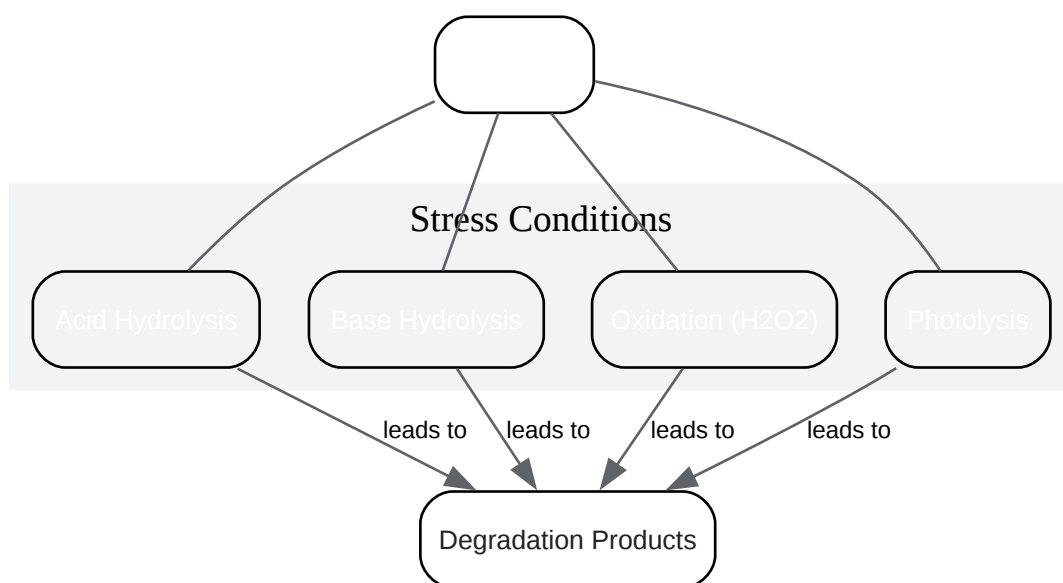 Stress Conditions
Acid Hydrolysis
Base Hydrolysis
Oxidation (H2O2)
Photolysis
leads to
leads to
leads to
leads to
Degradation Products